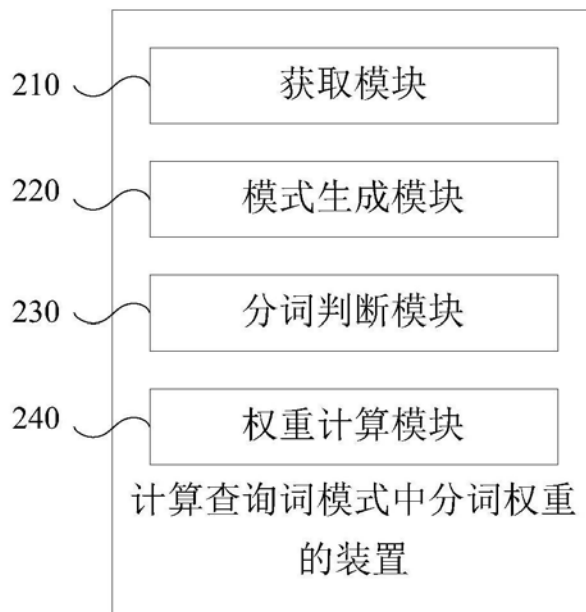 210 获取模块
220 模式生成模块
230 分词判断模块
240 权重计算模块
计算查询词模式中分词权重
的装置